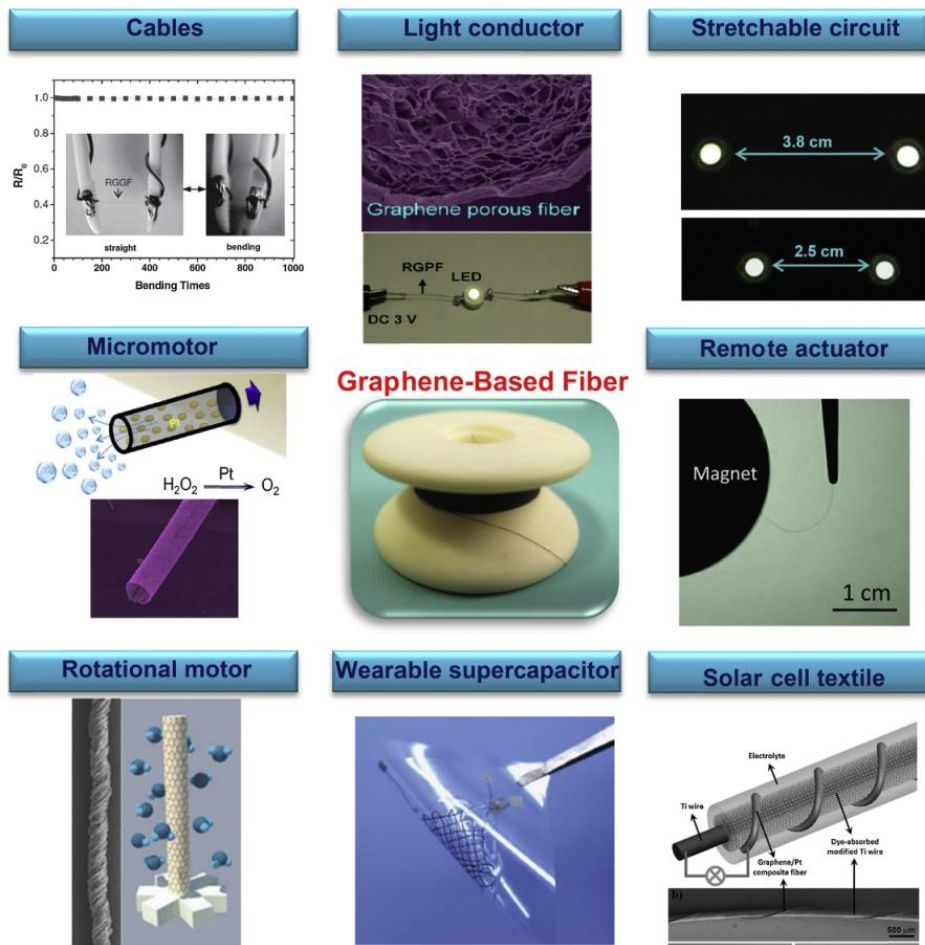 Cables
Light conductor
Stretchable circuit
R/R₀
1.0
0.8
0.6
0.4
0.2
RGGF
straight
bending
0
200
400
600
800
1000
Bending Times
Graphene porous fiber
RGPF
LED
DC 3 V
3.8 cm
2.5 cm
Micromotor
Graphene-Based Fiber
Remote actuator
Pt
H₂O₂ Pt O₂
Magnet
1 cm
Rotational motor
Wearable supercapacitor
Solar cell textile
Electrolyte
Ti wire
Graphene/Pt
composite fiber
Dye-absorbed
modified Ti wire
b)
500 μm